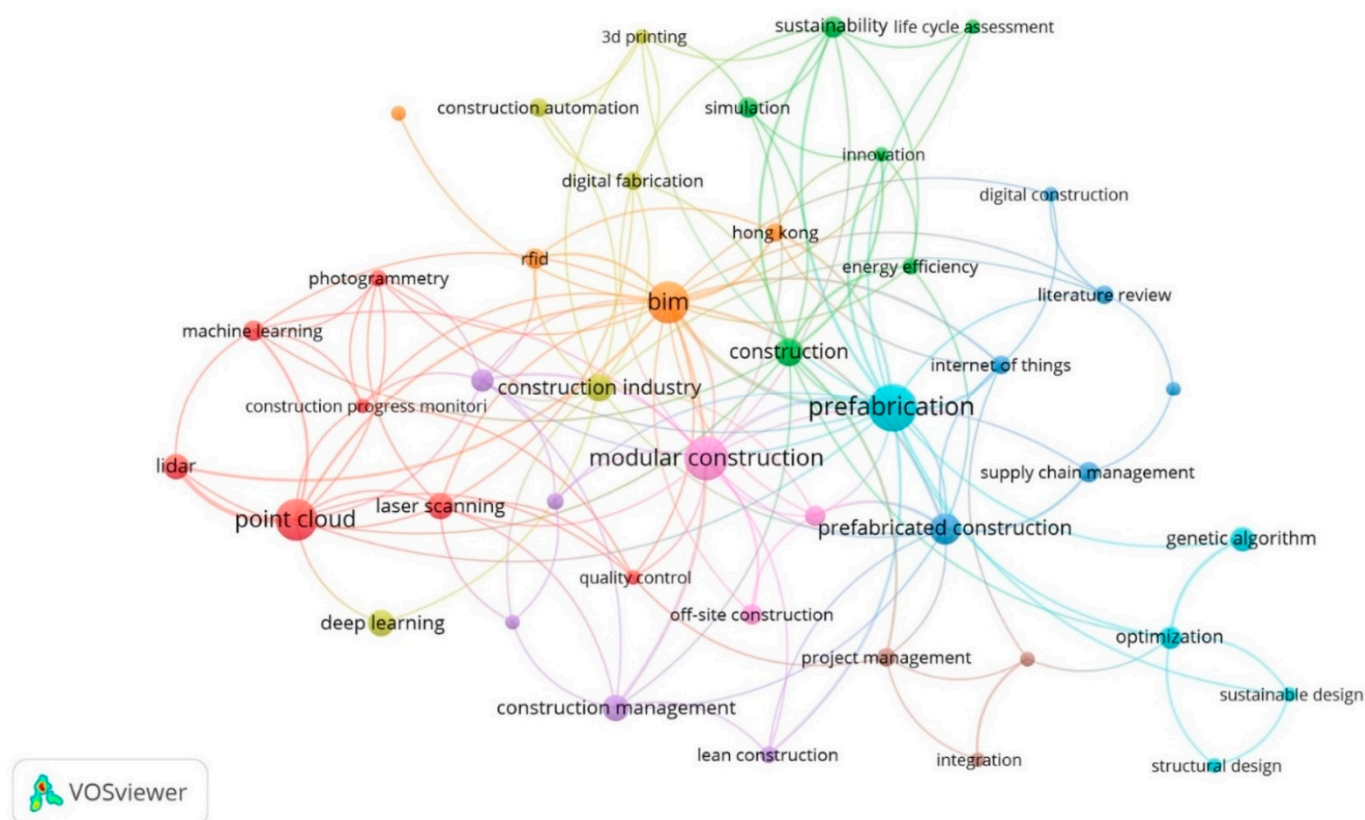 sustainability
life cycle assessment
3d printing
construction automation
simulation
innovation
digital fabrication
digital construction
hong kong
rfid
energy efficiency
photogrammetry
literature review
bim
machine learning
construction
internet of things
construction industry
construction progress monitori
prefabrication
modular construction
lidar
supply chain management
laser scanning
point cloud
prefabricated construction
genetic algorithm
quality control
off-site construction
deep learning
optimization
project management
sustainable design
construction management
lean construction
integration
structural design
VOSviewer